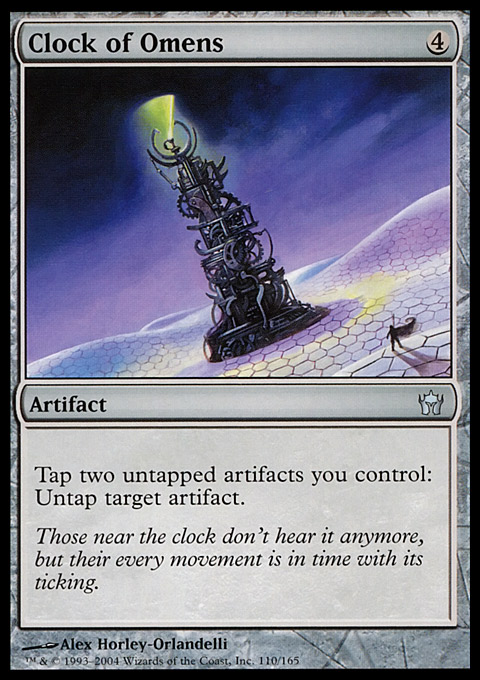 Clock of Omens 4
Artifact
Tap two untapped artifacts you control:
Untap target artifact.
Those near the clock don't hear it anymore,
but their every movement is in time with its
ticking.
Alex Horley-Orlandelli
™ & © 1993–2004 Wizards of the Coast, Inc. 110/165